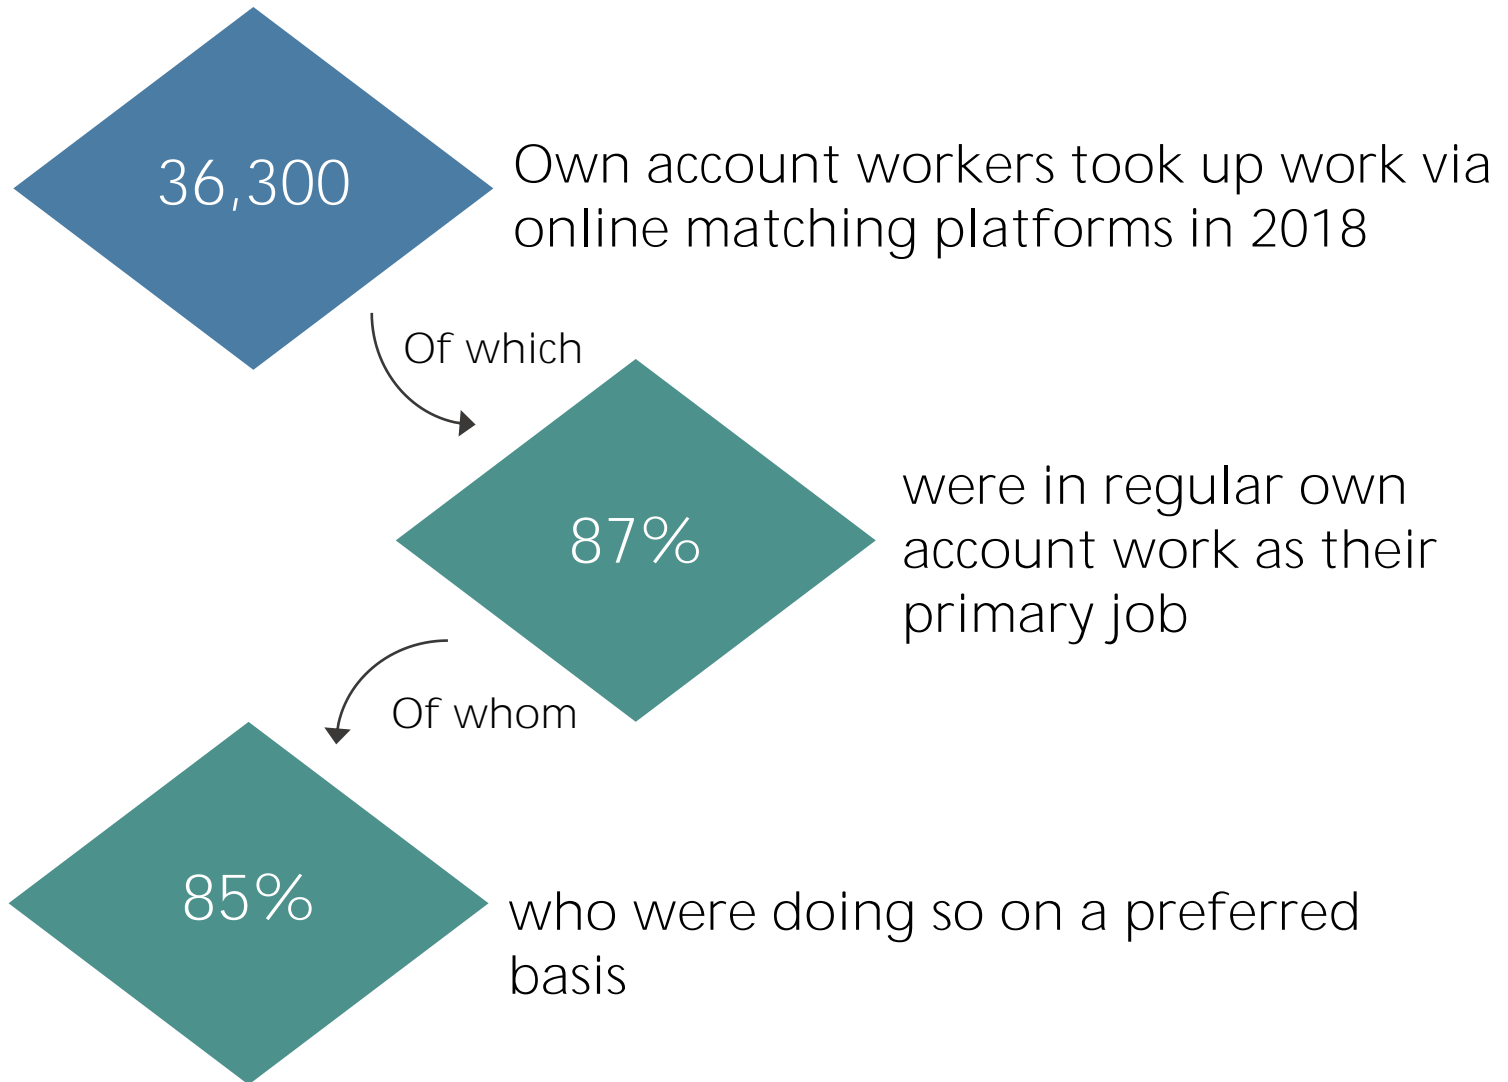 36,300
Own account workers took up work via
online matching platforms in 2018
Of which
87%
were in regular own
account work as their
primary job
Of whom
85%
who were doing so on a preferred
basis